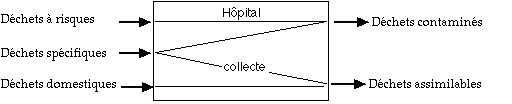 Déchets à risques
Hôpital
Déchets contaminés
Déchets spécifiques
collecte
Déchets domestiques
Déchets assimilables